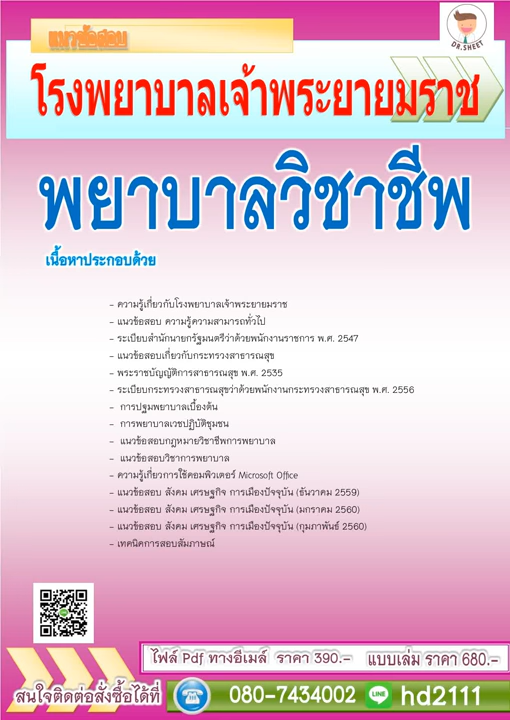 DR.SHEET
แนวข้อสอบ
โรงพยาบาลเจ้าพระยายมราช
พยาบาลวิชาชีพ
เนื้อหาประกอบด้วย
- ความรู้เกี่ยวกับโรงพยาบาลเจ้าพระยายมราช
- แนวข้อสอบ ความรู้ความสามารถทั่วไป
- ระเบียบสำนักนายกรัฐมนตรีว่าด้วยพนักงานราชการ พ.ศ. 2547
- แนวข้อสอบเกี่ยวกับกระทรวงสาธารณสุข
- พระราชบัญญัติการสาธารณสุข พ.ศ. 2535
- ระเบียบกระทรวงสาธารณสุขว่าด้วยพนักงานกระทรวงสาธารณสุข พ.ศ. 2556
- การปฐมพยาบาลเบื้องต้น
- การพยาบาลเวชปฏิบัติชุมชน
- แนวข้อสอบกฎหมายวิชาชีพการพยาบาล
- แนวข้อสอบวิชาการพยาบาล
- ความรู้เกี่ยวการใช้คอมพิวเตอร์ Microsoft Office
- แนวข้อสอบ สังคม เศรษฐกิจ การเมืองปัจจุบัน (ธันวาคม 2559)
- แนวข้อสอบ สังคม เศรษฐกิจ การเมืองปัจจุบัน (มกราคม 2560)
- แนวข้อสอบ สังคม เศรษฐกิจ การเมืองปัจจุบัน (กุมภาพันธ์ 2560)
- เทคนิคการสอบสัมภาษณ์
ไฟล์ Pdf ทางอีเมล์ ราคา 390.- แบบเล่ม ราคา 680.-
สนใจติดต่อสั่งซื้อได้ที่ 080-7434002 LINE hd2111